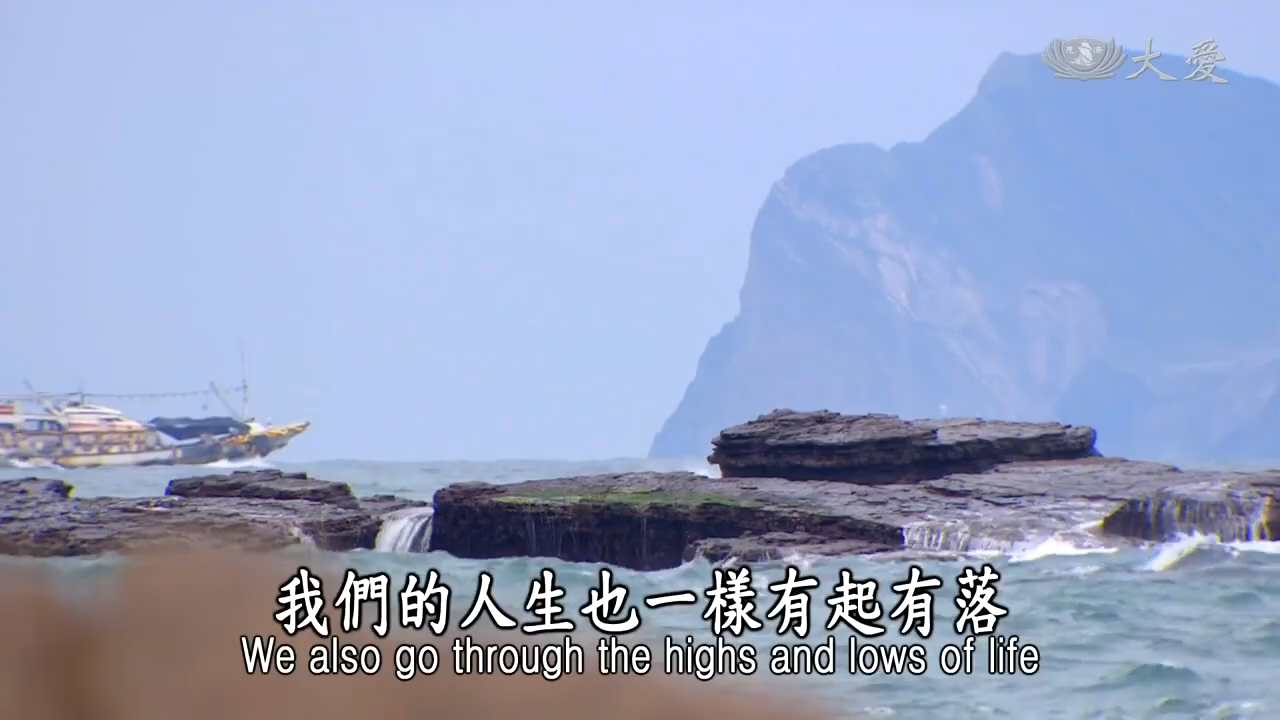 大愛
我們的人生也一樣有起有落
We also go through the highs and lows of life